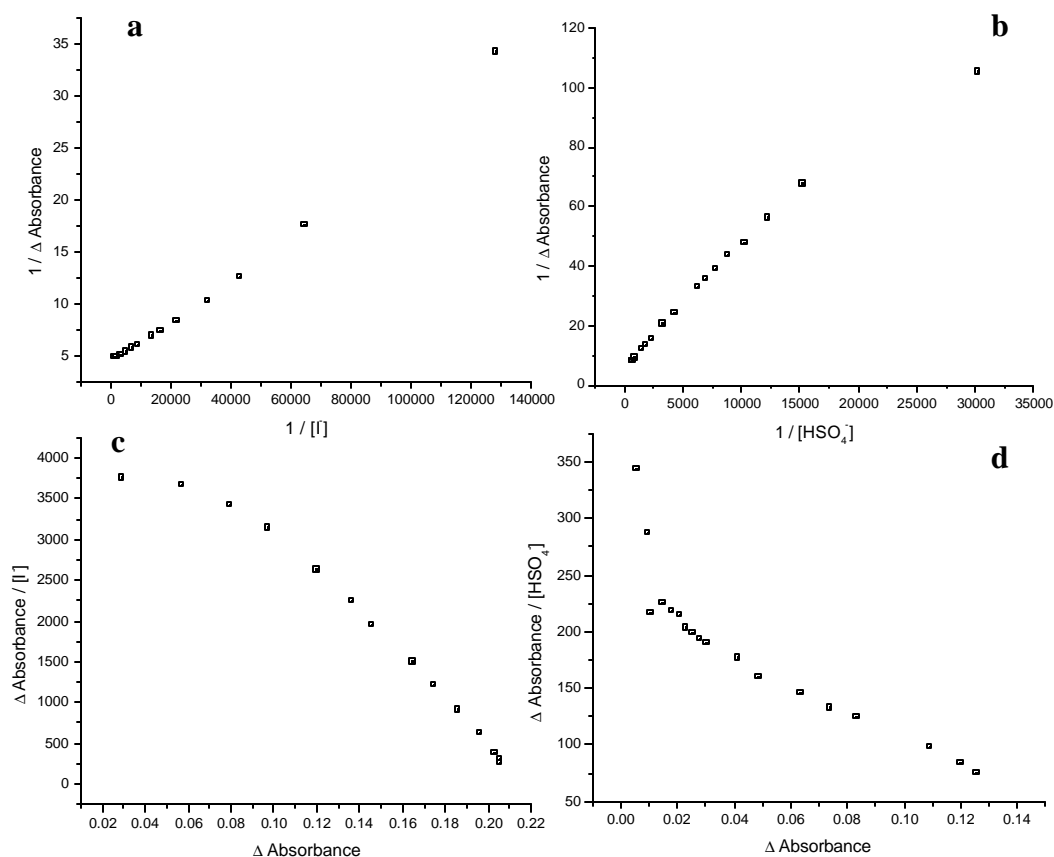 a
35
30
25
20
15
10
5
1 / Δ Absorbance
0 20000 40000 60000 80000 100000 120000 140000
1 / [I⁻]
b
120
100
80
60
40
20
0
1 / Δ Absorbance
0 5000 10000 15000 20000 25000 30000 35000
1 / [HSO₄⁻]
c
4000
3500
3000
2500
2000
1500
1000
500
0
Δ Absorbance / [I⁻]
0.02 0.04 0.06 0.08 0.10 0.12 0.14 0.16 0.18 0.20 0.22
Δ Absorbance
d
350
300
250
200
150
100
50
Δ Absorbance / [HSO₄⁻]
0.00 0.02 0.04 0.06 0.08 0.10 0.12 0.14
Δ Absorbance